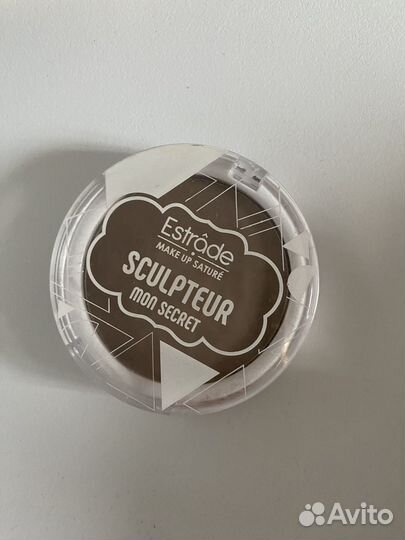 Estrâde
MAKE UP SATURÉ
SCULPTEUR
MON SECRET
Avito